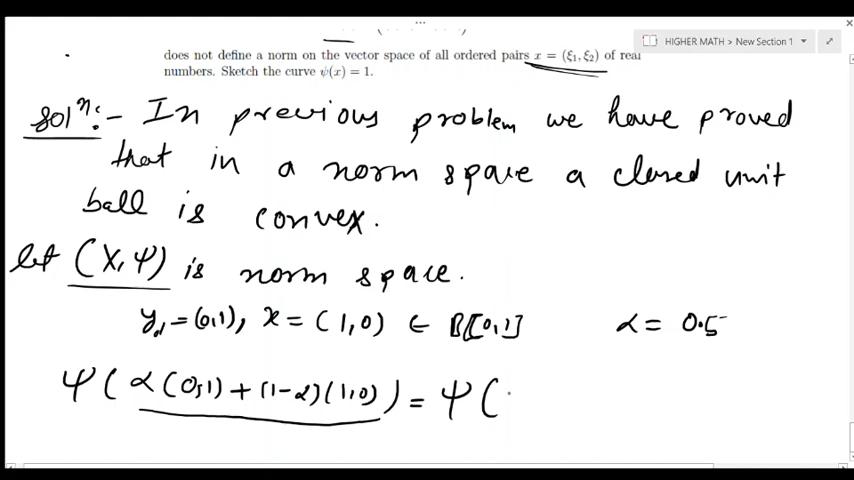 HIGHER MATH > New Section 1
does not define a norm on the vector space of all ordered pairs x = (ξ₁, ξ₂) of real
numbers. Sketch the curve ψ(x) = 1.
Solⁿ:- In previous problem we have proved
that in a norm space a closed unit
ball is convex.
let (X, Ψ) is norm space.
y = (0,1), x = (1,0) ∈ B[0,1] α = 0.5
Ψ( α(0,1) + (1-α)(1,0) ) = Ψ(